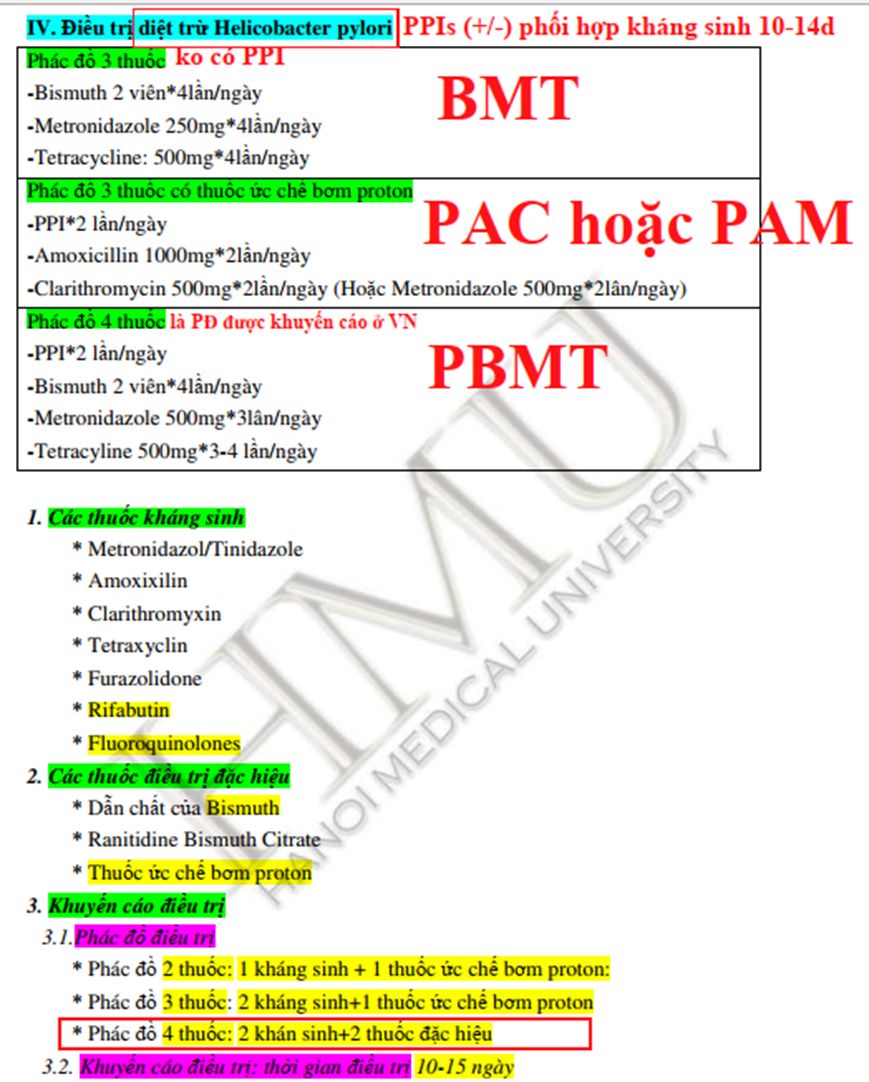 IV. Điều trị diệt trừ Helicobacter pylori PPIs (+/-) phối hợp kháng sinh 10-14d
Phác đồ 3 thuốc ko có PPI
-Bismuth 2 viên*4lần/ngày
BMT
-Metronidazole 250mg*4lần/ngày
-Tetracycline: 500mg*4lần/ngày
Phác đồ 3 thuốc có thuốc ức chế bơm proton
-PPI*2 lần/ngày
PAC hoặc PAM
-Amoxicillin 1000mg*2lần/ngày
-Clarithromycin 500mg*2lần/ngày (Hoặc Metronidazole 500mg*2lân/ngày)
Phác đồ 4 thuốc là PĐ được khuyến cáo ở VN
-PPI*2 lần/ngày
PBMT
-Bismuth 2 viên*4lần/ngày
-Metronidazole 500mg*3lân/ngày
-Tetracyline 500mg*3-4 lần/ngày
1. Các thuốc kháng sinh
* Metronidazol/Tinidazole
* Amoxixilin
* Clarithromyxin
* Tetraxyclin
* Furazolidone
* Rifabutin
* Fluoroquinolones
2. Các thuốc điều trị đặc hiệu
* Dẫn chất của Bismuth
* Ranitidine Bismuth Citrate
* Thuốc ức chế bơm proton
3. Khuyến cáo điều trị
3.1.Phác đồ điều trị
* Phác đồ 2 thuốc: 1 kháng sinh + 1 thuốc ức chế bơm proton:
* Phác đồ 3 thuốc: 2 kháng sinh+1 thuốc ức chế bơm proton
* Phác đồ 4 thuốc: 2 khán sinh+2 thuốc đặc hiệu
3.2. Khuyến cáo điều trị: thời gian điều trị 10-15 ngày
HMU
HANOI MEDICAL UNIVERSITY